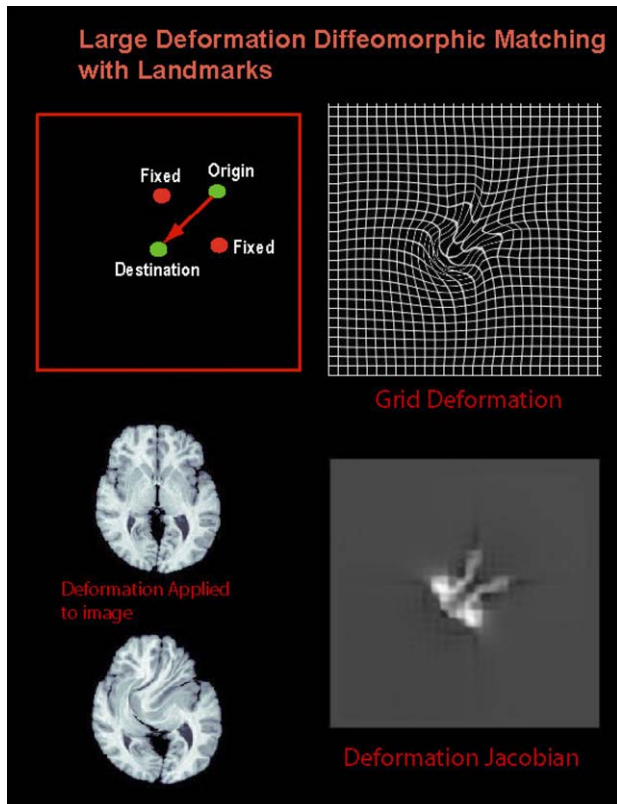 Large Deformation Diffeomorphic Matching
with Landmarks
Fixed
Origin
Fixed
Destination
Grid Deformation
Deformation Applied
to image
Deformation Jacobian